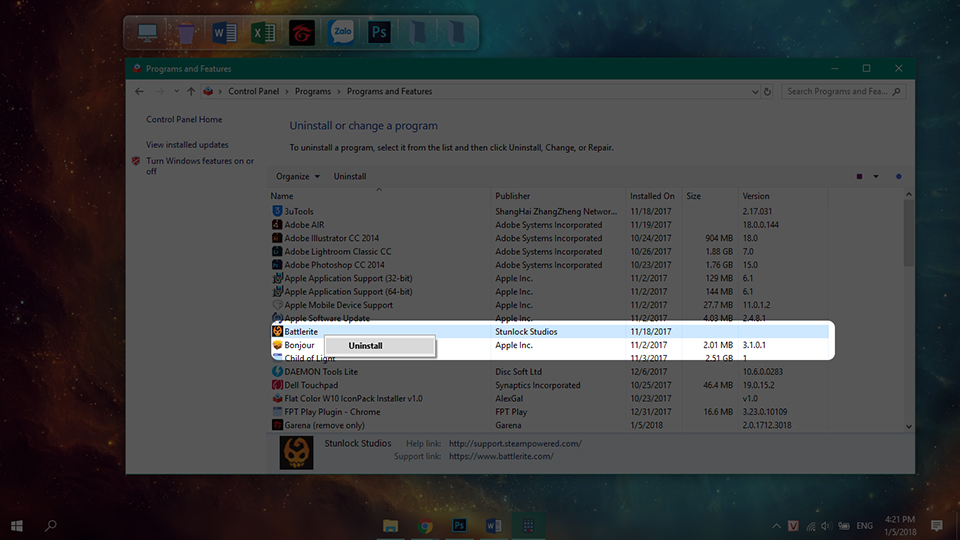 W
X
Zalo
Ps
Programs and Features
Control Panel > Programs > Programs and Features
Search Programs and Fea...
Control Panel Home
View installed updates
Turn Windows features on or
off
Uninstall or change a program
To uninstall a program, select it from the list and then click Uninstall, Change, or Repair.
Organize Uninstall
Name Publisher Installed On Size Version
3uTools ShangHai ZhangZheng Networ... 11/18/2017 2.17.031
Adobe AIR Adobe Systems Incorporated 11/19/2017 18.0.0.144
Adobe Illustrator CC 2014 Adobe Systems Incorporated 10/24/2017 904 MB 18.0
Adobe Lightroom Classic CC Adobe Systems Incorporated 10/26/2017 1.88 GB 7.0
Adobe Photoshop CC 2014 Adobe Systems Incorporated 10/23/2017 1.76 GB 15.0
Apple Application Support (32-bit) Apple Inc. 11/2/2017 129 MB 6.1
Apple Application Support (64-bit) Apple Inc. 11/2/2017 144 MB 6.1
Apple Mobile Device Support Apple Inc. 11/2/2017 27.7 MB 11.0.1.2
Apple Software Update Apple Inc. 11/2/2017 4.03 MB 2.4.8.1
Battlerite Stunlock Studios 11/18/2017
Bonjour Apple Inc. 11/2/2017 2.01 MB 3.1.0.1
Uninstall
Child of Light 11/3/2017 2.51 GB 1
DAEMON Tools Lite Disc Soft Ltd 12/6/2017 10.6.0.0283
Dell Touchpad Synaptics Incorporated 10/25/2017 46.4 MB 19.0.15.2
Flat Color W10 IconPack Installer v1.0 AlexGal 10/23/2017 v1.0
FPT Play Plugin - Chrome FPT Play 12/31/2017 16.6 MB 3.23.0.10109
Garena (remove only) Garena 1/5/2018 2.0.1712.3018
Stunlock Studios Help link: http://support.steampowered.com/
Support link: https://www.battlerite.com/
Ps W V ENG 4:21 PM
1/5/2018